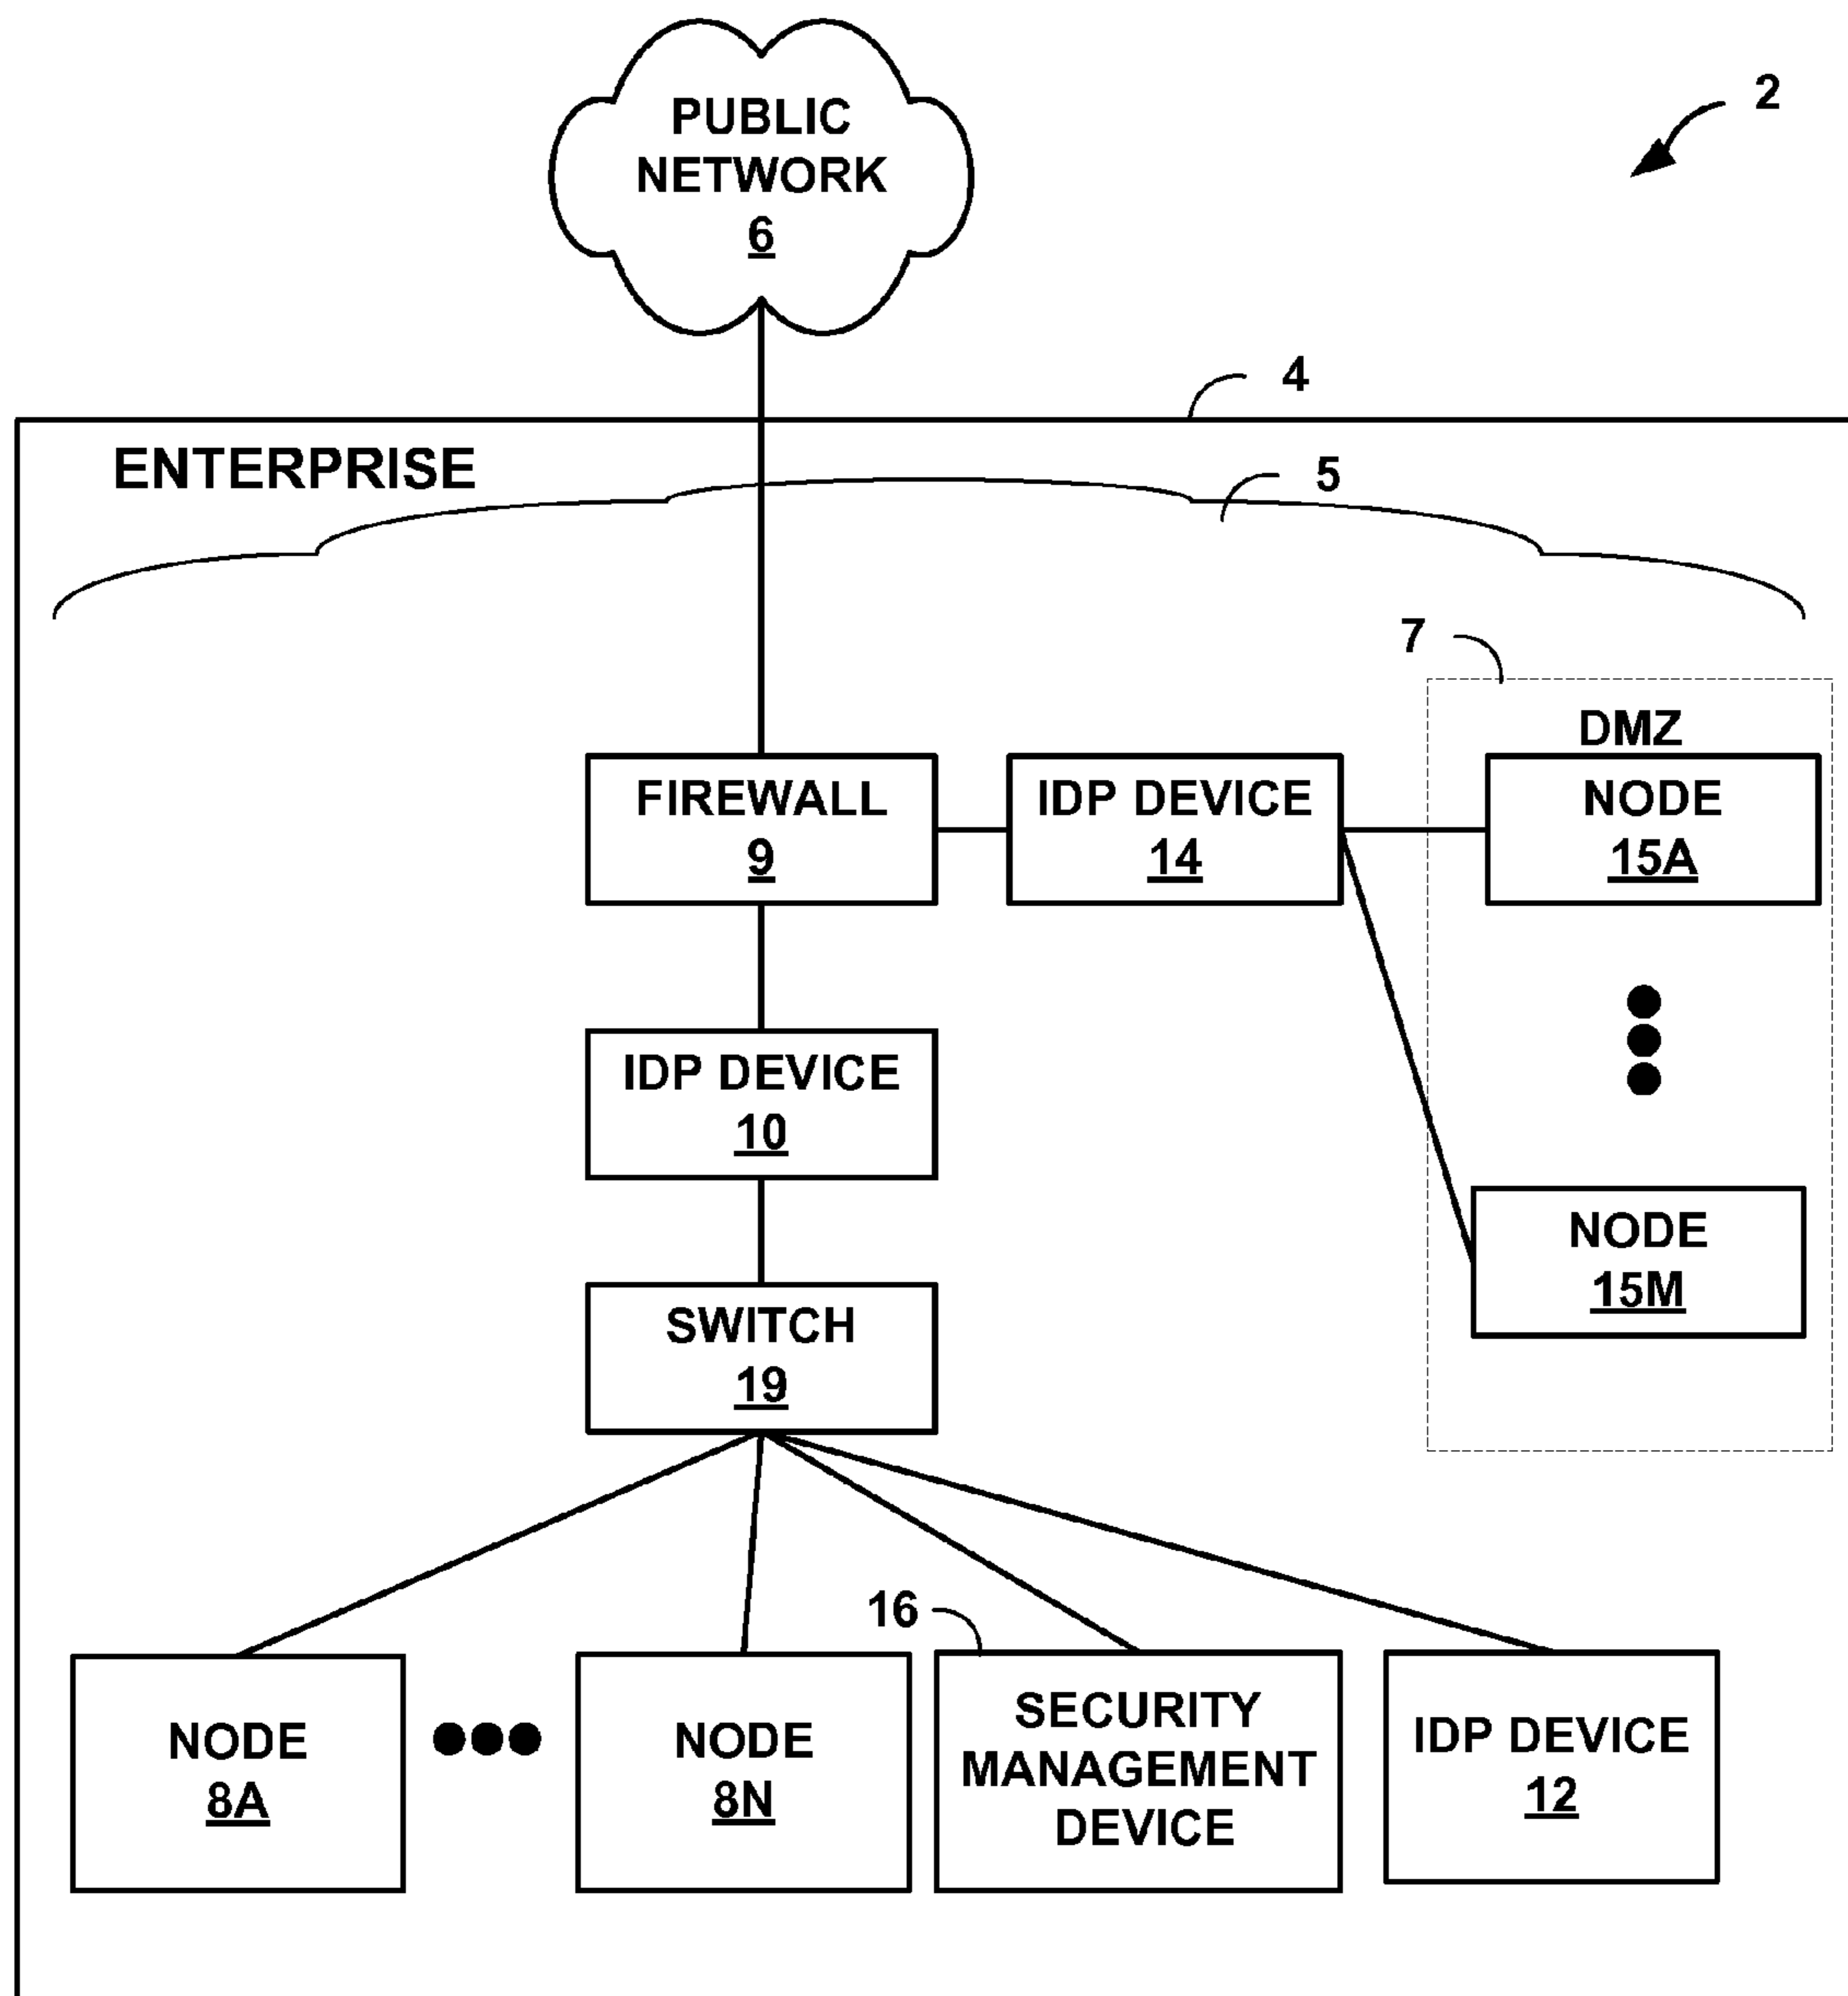 PUBLIC
NETWORK
6
2
4
ENTERPRISE
5
7
DMZ
FIREWALL
9
IDP DEVICE
14
NODE
15A
IDP DEVICE
10
NODE
15M
SWITCH
19
16
NODE
8A
NODE
8N
SECURITY
MANAGEMENT
DEVICE
IDP DEVICE
12